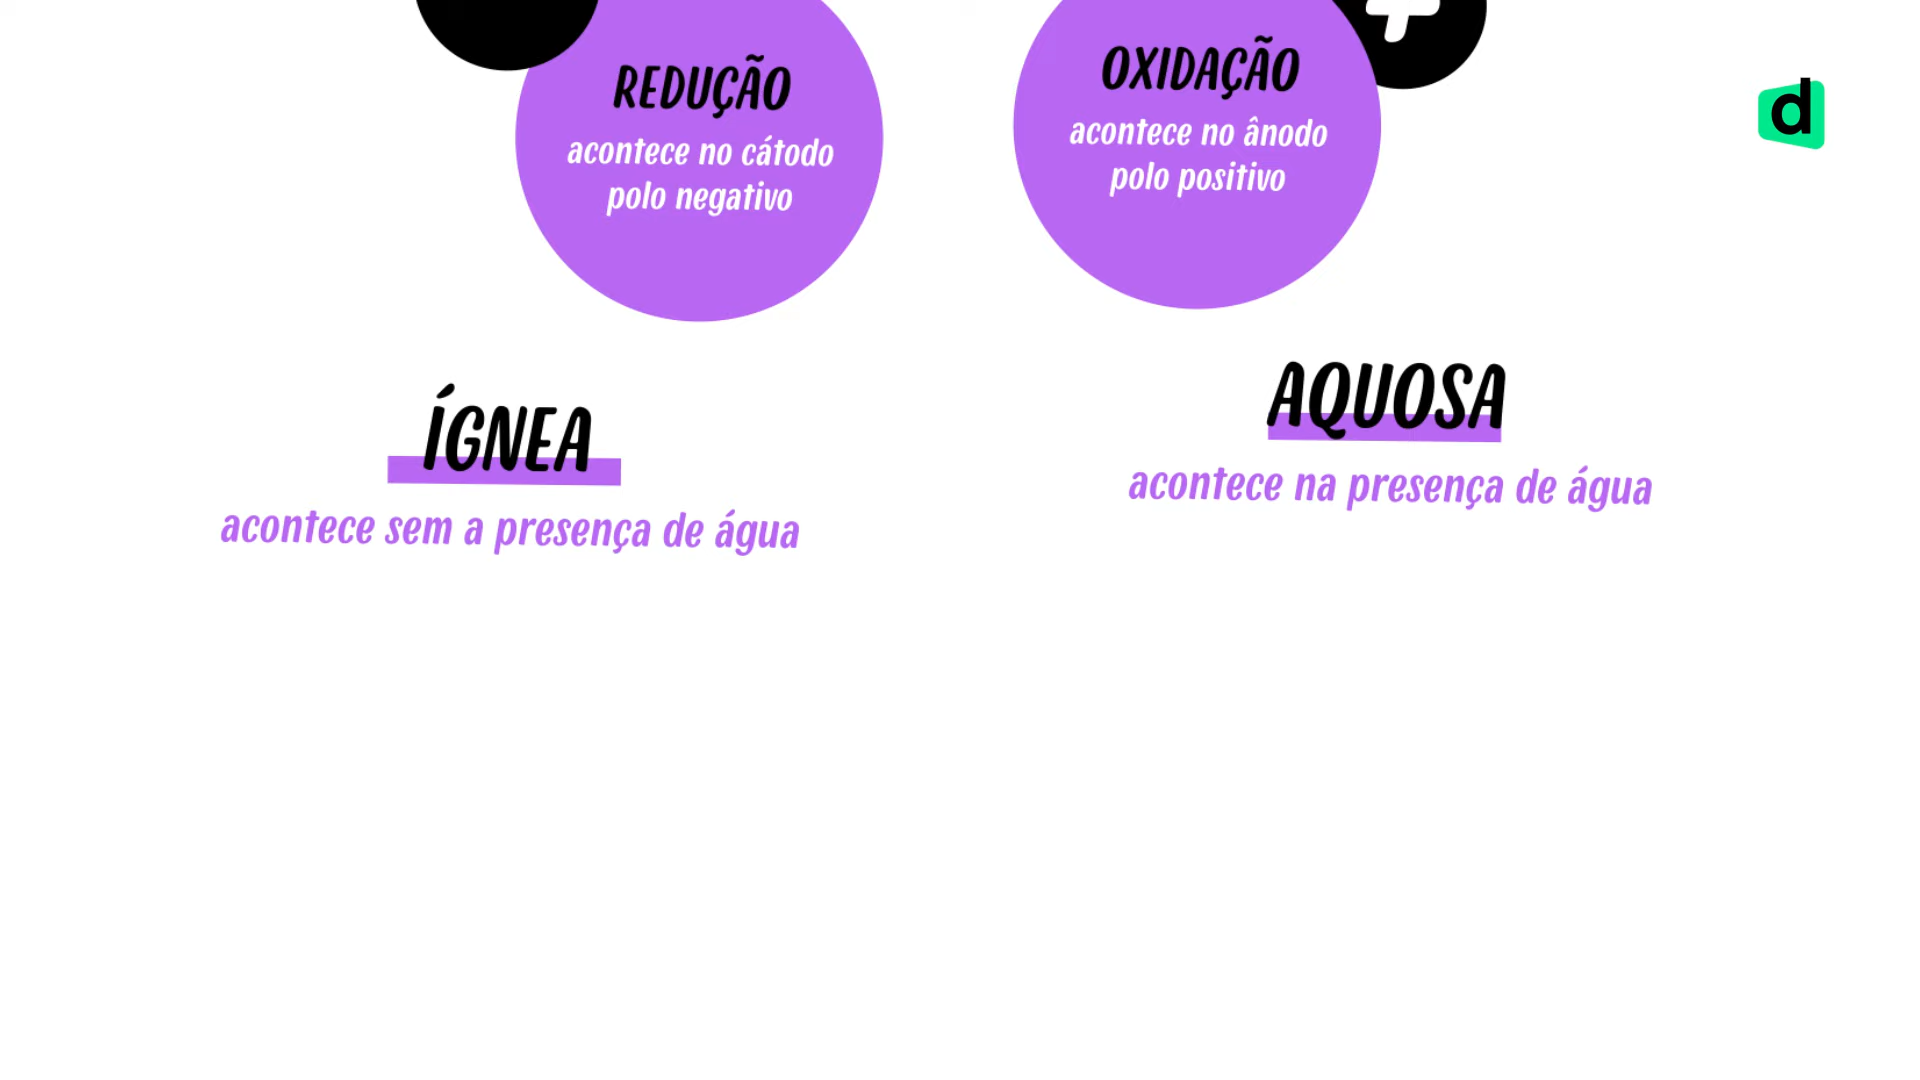 REDUÇÃO
acontece no cátodo
polo negativo
OXIDAÇÃO
acontece no ânodo
polo positivo
+
d
ÍGNEA
acontece sem a presença de água
AQUOSA
acontece na presença de água